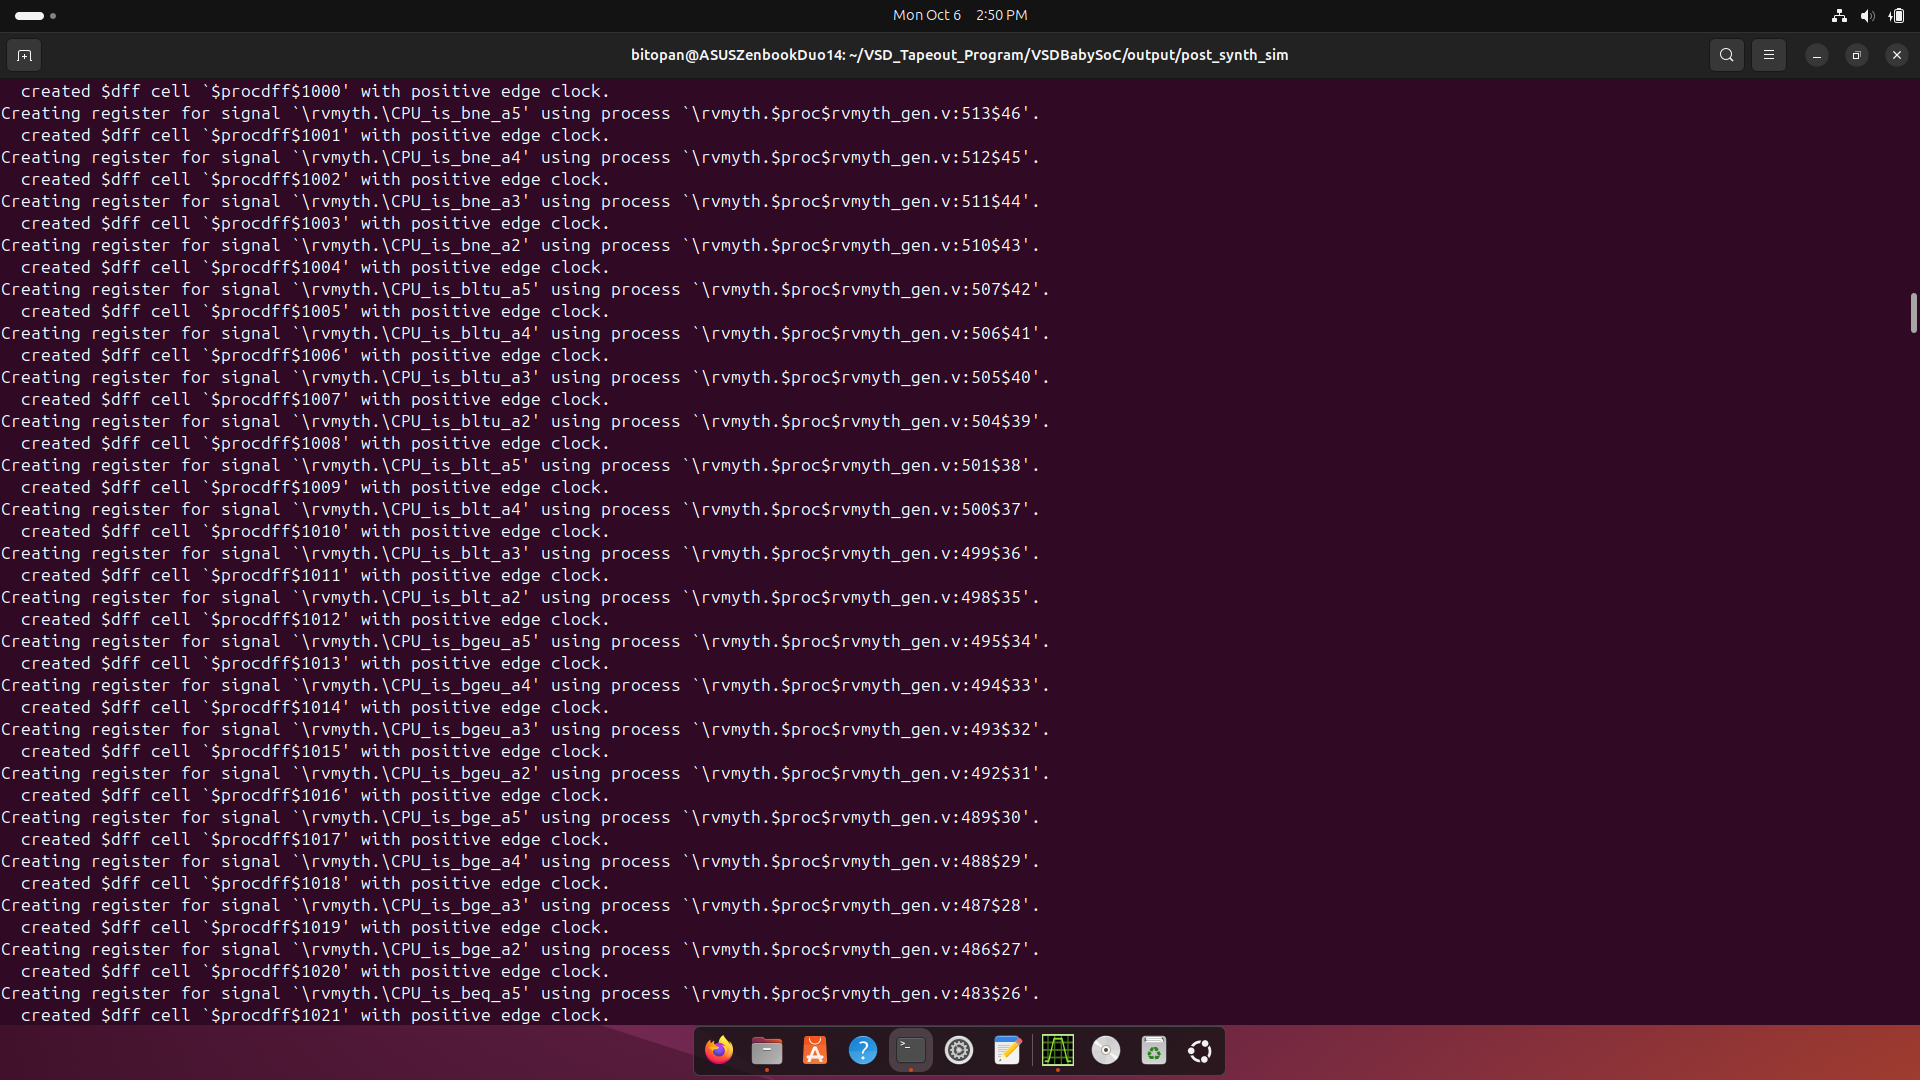 Mon Oct 6 2:50 PM
bitopan@ASUSZenbookDuo14: ~/VSD_Tapeout_Program/VSDBabySoC/output/post_synth_sim
  created $dff cell `$procdff$1000' with positive edge clock.
Creating register for signal `\rvmyth.\CPU_is_bne_a5' using process `\rvmyth.$proc$rvmyth_gen.v:513$46'.
  created $dff cell `$procdff$1001' with positive edge clock.
Creating register for signal `\rvmyth.\CPU_is_bne_a4' using process `\rvmyth.$proc$rvmyth_gen.v:512$45'.
  created $dff cell `$procdff$1002' with positive edge clock.
Creating register for signal `\rvmyth.\CPU_is_bne_a3' using process `\rvmyth.$proc$rvmyth_gen.v:511$44'.
  created $dff cell `$procdff$1003' with positive edge clock.
Creating register for signal `\rvmyth.\CPU_is_bne_a2' using process `\rvmyth.$proc$rvmyth_gen.v:510$43'.
  created $dff cell `$procdff$1004' with positive edge clock.
Creating register for signal `\rvmyth.\CPU_is_bltu_a5' using process `\rvmyth.$proc$rvmyth_gen.v:507$42'.
  created $dff cell `$procdff$1005' with positive edge clock.
Creating register for signal `\rvmyth.\CPU_is_bltu_a4' using process `\rvmyth.$proc$rvmyth_gen.v:506$41'.
  created $dff cell `$procdff$1006' with positive edge clock.
Creating register for signal `\rvmyth.\CPU_is_bltu_a3' using process `\rvmyth.$proc$rvmyth_gen.v:505$40'.
  created $dff cell `$procdff$1007' with positive edge clock.
Creating register for signal `\rvmyth.\CPU_is_bltu_a2' using process `\rvmyth.$proc$rvmyth_gen.v:504$39'.
  created $dff cell `$procdff$1008' with positive edge clock.
Creating register for signal `\rvmyth.\CPU_is_blt_a5' using process `\rvmyth.$proc$rvmyth_gen.v:501$38'.
  created $dff cell `$procdff$1009' with positive edge clock.
Creating register for signal `\rvmyth.\CPU_is_blt_a4' using process `\rvmyth.$proc$rvmyth_gen.v:500$37'.
  created $dff cell `$procdff$1010' with positive edge clock.
Creating register for signal `\rvmyth.\CPU_is_blt_a3' using process `\rvmyth.$proc$rvmyth_gen.v:499$36'.
  created $dff cell `$procdff$1011' with positive edge clock.
Creating register for signal `\rvmyth.\CPU_is_blt_a2' using process `\rvmyth.$proc$rvmyth_gen.v:498$35'.
  created $dff cell `$procdff$1012' with positive edge clock.
Creating register for signal `\rvmyth.\CPU_is_bgeu_a5' using process `\rvmyth.$proc$rvmyth_gen.v:495$34'.
  created $dff cell `$procdff$1013' with positive edge clock.
Creating register for signal `\rvmyth.\CPU_is_bgeu_a4' using process `\rvmyth.$proc$rvmyth_gen.v:494$33'.
  created $dff cell `$procdff$1014' with positive edge clock.
Creating register for signal `\rvmyth.\CPU_is_bgeu_a3' using process `\rvmyth.$proc$rvmyth_gen.v:493$32'.
  created $dff cell `$procdff$1015' with positive edge clock.
Creating register for signal `\rvmyth.\CPU_is_bgeu_a2' using process `\rvmyth.$proc$rvmyth_gen.v:492$31'.
  created $dff cell `$procdff$1016' with positive edge clock.
Creating register for signal `\rvmyth.\CPU_is_bge_a5' using process `\rvmyth.$proc$rvmyth_gen.v:489$30'.
  created $dff cell `$procdff$1017' with positive edge clock.
Creating register for signal `\rvmyth.\CPU_is_bge_a4' using process `\rvmyth.$proc$rvmyth_gen.v:488$29'.
  created $dff cell `$procdff$1018' with positive edge clock.
Creating register for signal `\rvmyth.\CPU_is_bge_a3' using process `\rvmyth.$proc$rvmyth_gen.v:487$28'.
  created $dff cell `$procdff$1019' with positive edge clock.
Creating register for signal `\rvmyth.\CPU_is_bge_a2' using process `\rvmyth.$proc$rvmyth_gen.v:486$27'.
  created $dff cell `$procdff$1020' with positive edge clock.
Creating register for signal `\rvmyth.\CPU_is_beq_a5' using process `\rvmyth.$proc$rvmyth_gen.v:483$26'.
  created $dff cell `$procdff$1021' with positive edge clock.